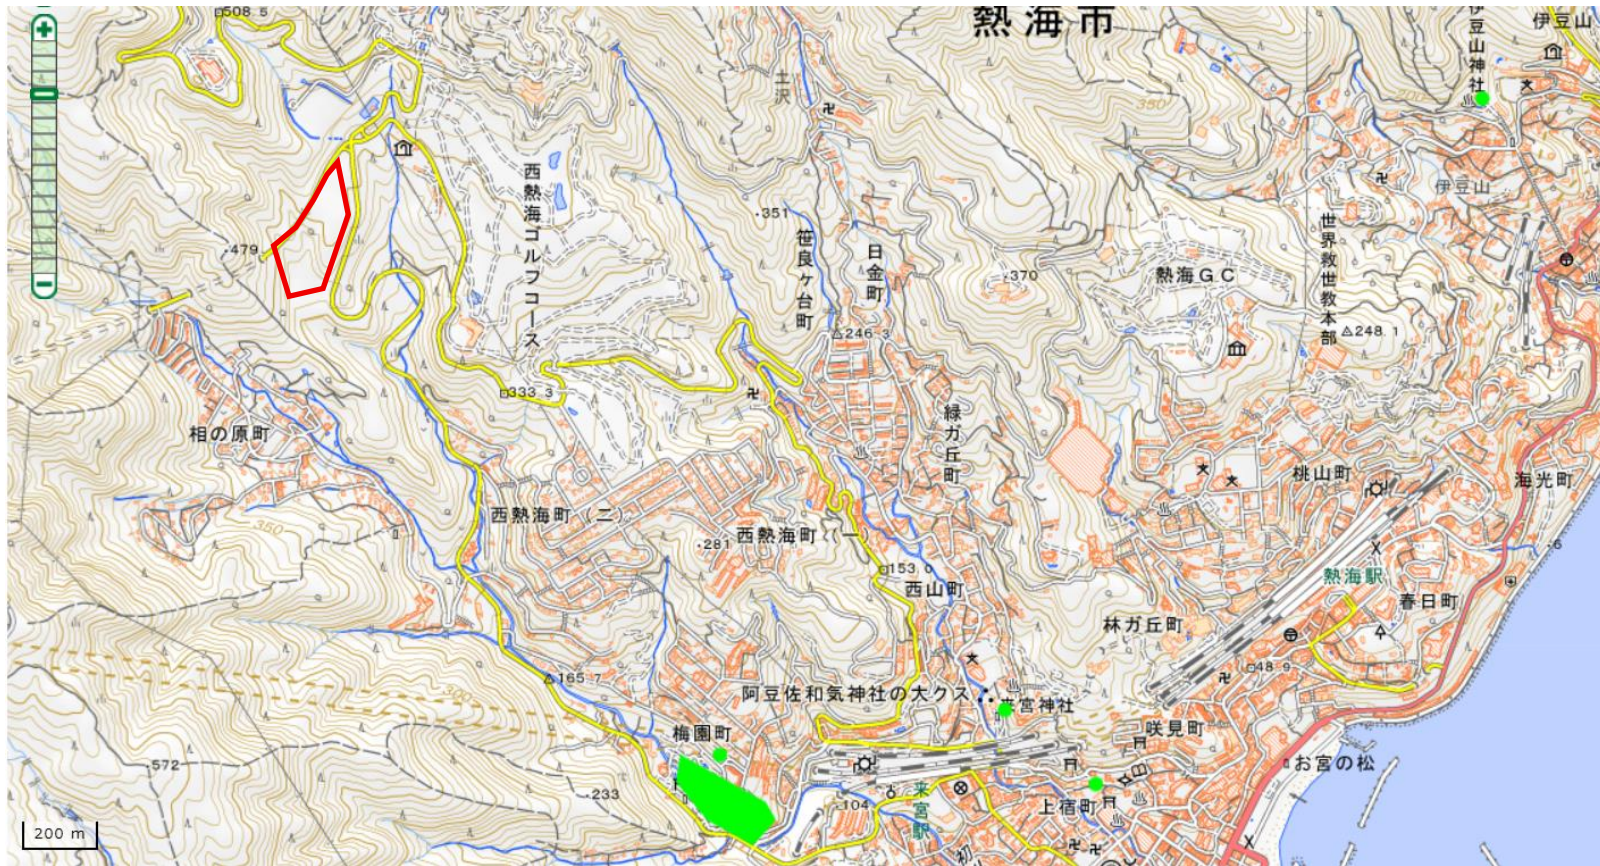 508.5
熱海市
伊豆山神社
伊豆山
土沢
350
200
伊豆山
西熱海ゴルフコース
351
笹良ヶ台町
日金町
世界救世教本部
479
370
熱海GC
246.3
248.1
333.3
相の原町
緑ガ丘町
桃山町
海光町
350
西熱海町(二)
281
西熱海町(一)
6
153.0
熱海駅
西山町
春日町
林ガ丘町
48.9
165.7
300
阿豆佐和気神社の大クス
来宮神社
梅園町
咲見町
572
お宮の松
233
104
来宮駅
上宿町
初
200 m